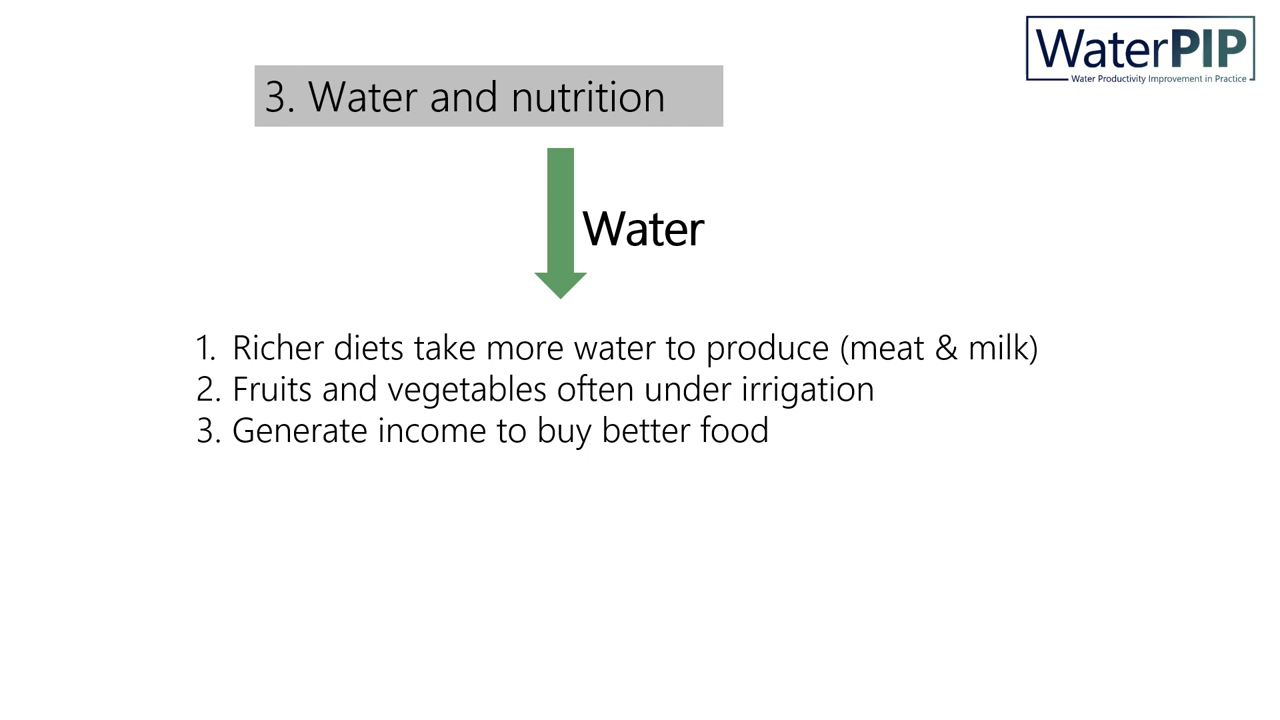 WaterPIP
Water Productivity Improvement in Practice
3. Water and nutrition
Water
1. Richer diets take more water to produce (meat & milk)
2. Fruits and vegetables often under irrigation
3. Generate income to buy better food